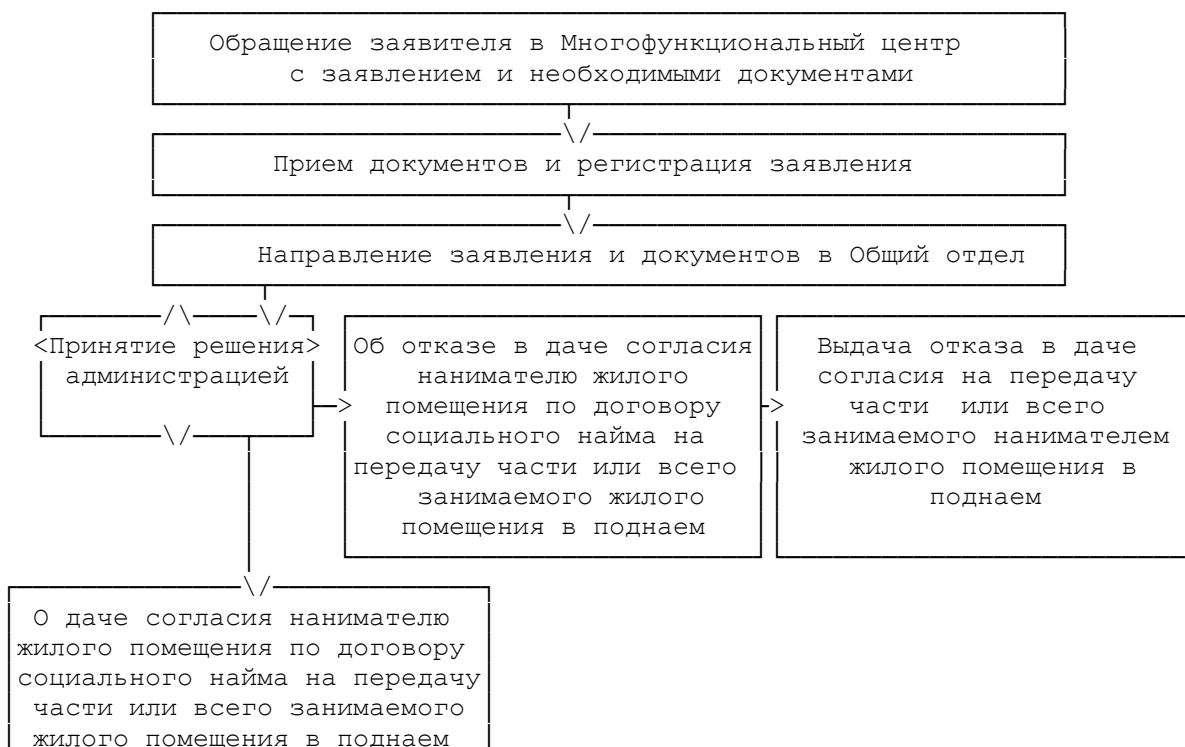 Обращение заявителя в Многофункциональный центр
с заявлением и необходимыми документами
Прием документов и регистрация заявления
Направление заявления и документов в Общий отдел
<Принятие решения>
администрацией
Об отказе в даче согласия
нанимателю жилого
помещения по договору
социального найма на
передачу части или всего
занимаемого жилого
помещения в поднаем
Выдача отказа в даче
согласия на передачу
части или всего
занимаемого нанимателем
жилого помещения в
поднаем
О даче согласия нанимателю
жилого помещения по договору
социального найма на передачу
части или всего занимаемого
жилого помещения в поднаем